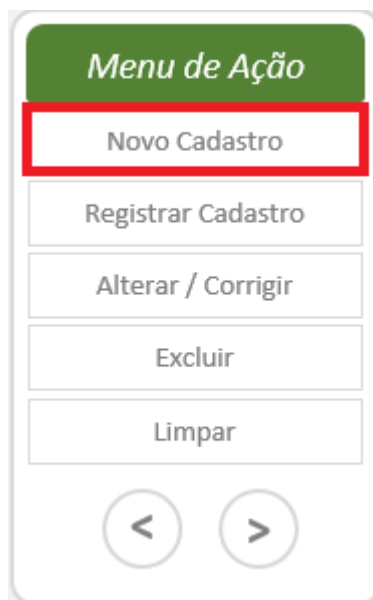 Menu de Ação
Novo Cadastro
Registrar Cadastro
Alterar / Corrigir
Excluir
Limpar
< >